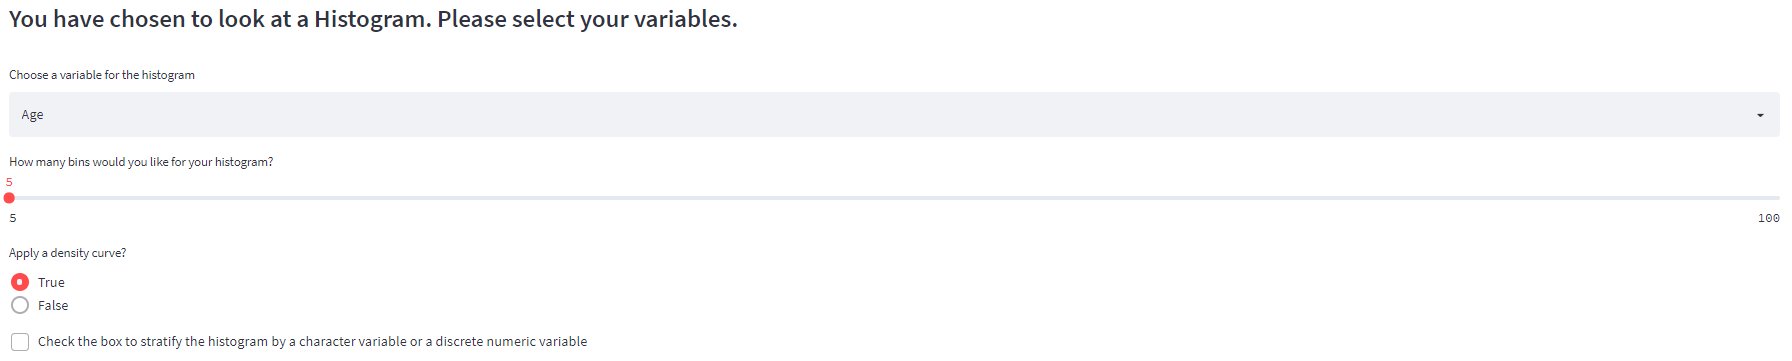 You have chosen to look at a Histogram. Please select your variables.
Choose a variable for the histogram
Age
How many bins would you like for your histogram?
5
5 100
Apply a density curve?
True
False
Check the box to stratify the histogram by a character variable or a discrete numeric variable